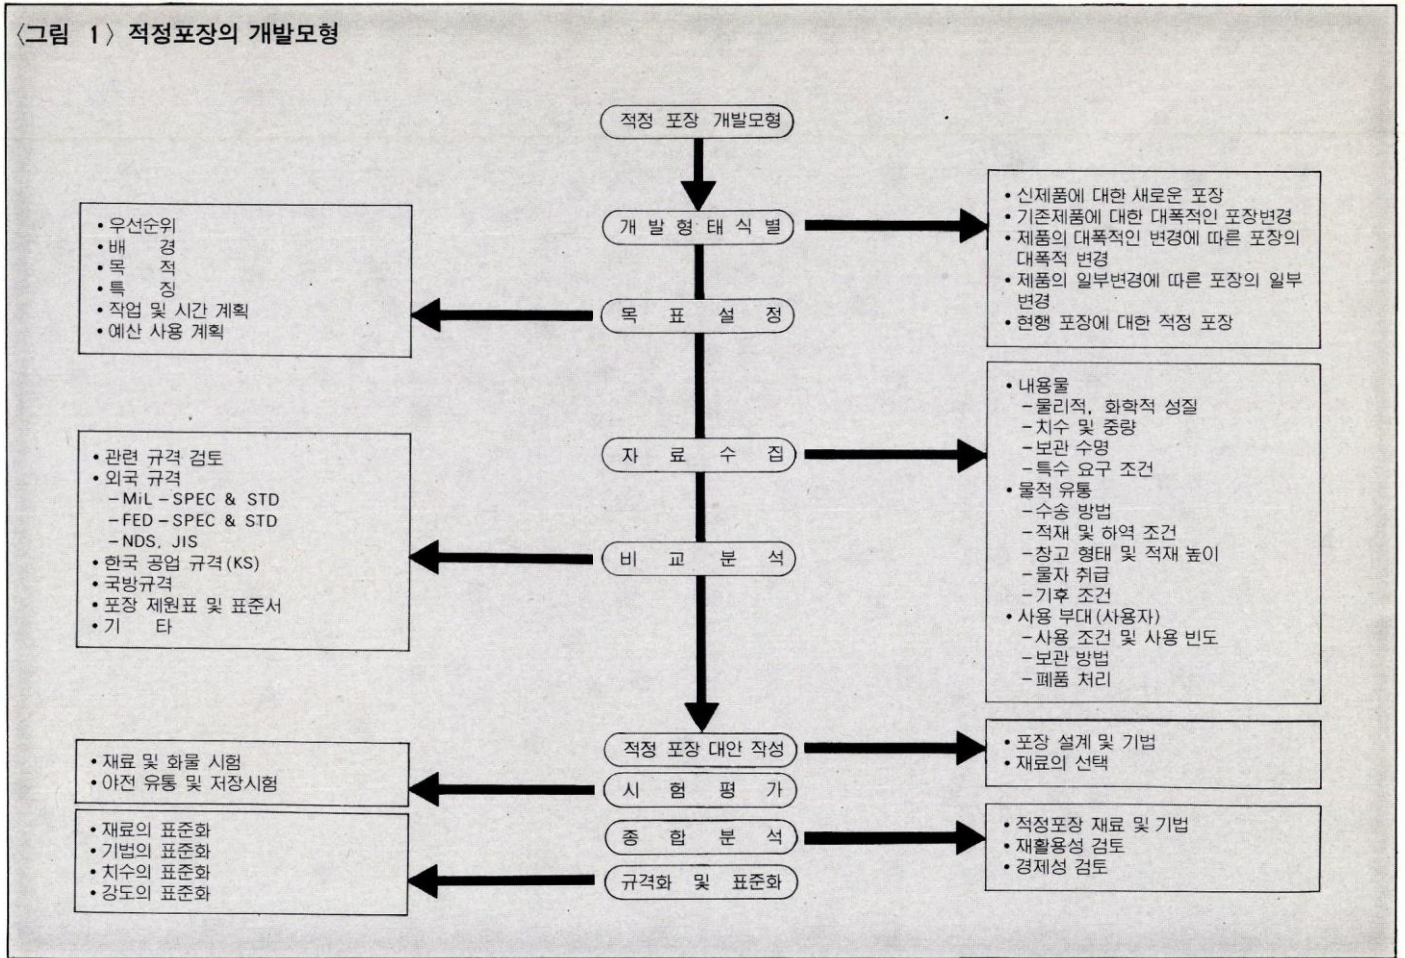 〈그림 1〉 적정포장의 개발모형
적정 포장 개발모형
개 발 형 태 식 별
• 신제품에 대한 새로운 포장
• 기존제품에 대한 대폭적인 포장변경
• 제품의 대폭적인 변경에 따른 포장의
대폭적 변경
• 제품의 일부변경에 따른 포장의 일부
변경
• 현행 포장에 대한 적정 포장
목 표 설 정
• 우선순위
• 배 경
• 목 적
• 특 징
• 작업 및 시간 계획
• 예산 사용 계획
자 료 수 집
• 내용물
– 물리적, 화학적 성질
– 치수 및 중량
– 보관 수명
– 특수 요구 조건
• 물적 유통
– 수송 방법
– 적재 및 하역 조건
– 창고 형태 및 적재 높이
– 물자 취급
– 기후 조건
• 사용 부대(사용자)
– 사용 조건 및 사용 빈도
– 보관 방법
– 폐품 처리
비 교 분 석
• 관련 규격 검토
• 외국 규격
– MiL – SPEC & STD
– FED – SPEC & STD
– NDS, JIS
• 한국 공업 규격(KS)
• 국방규격
• 포장 제원표 및 표준서
• 기 타
적정 포장 대안 작성
• 포장 설계 및 기법
• 재료의 선택
시 험 평 가
• 재료 및 화물 시험
• 야전 유통 및 저장시험
종 합 분 석
• 적정포장 재료 및 기법
• 재활용성 검토
• 경제성 검토
규격화 및 표준화
• 재료의 표준화
• 기법의 표준화
• 치수의 표준화
• 강도의 표준화